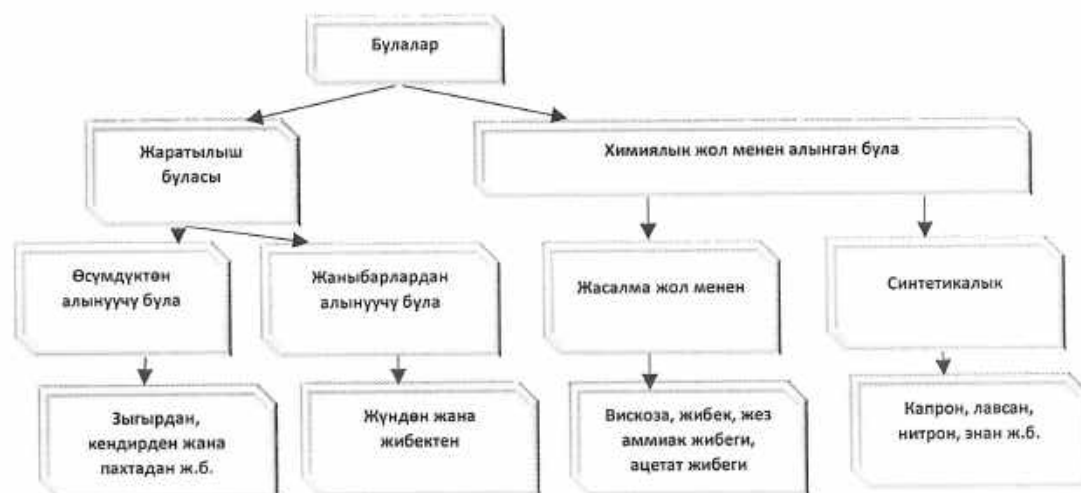 Булалар
Жаратылыш
буласы
Химиялык жол менен алынган була
Өсүмдүктөн
алынуучу була
Жаныбарлардан
алынуучу була
Жасалма жол менен
Синтетикалык
Зыгырдан,
кендирден жана
пахтадан ж.б.
Жүндөн жана
жибектен
Вискоза, жибек, жез
аммиак жибеги,
ацетат жибеги
Капрон, лавсан,
нитрон, энан ж.б.